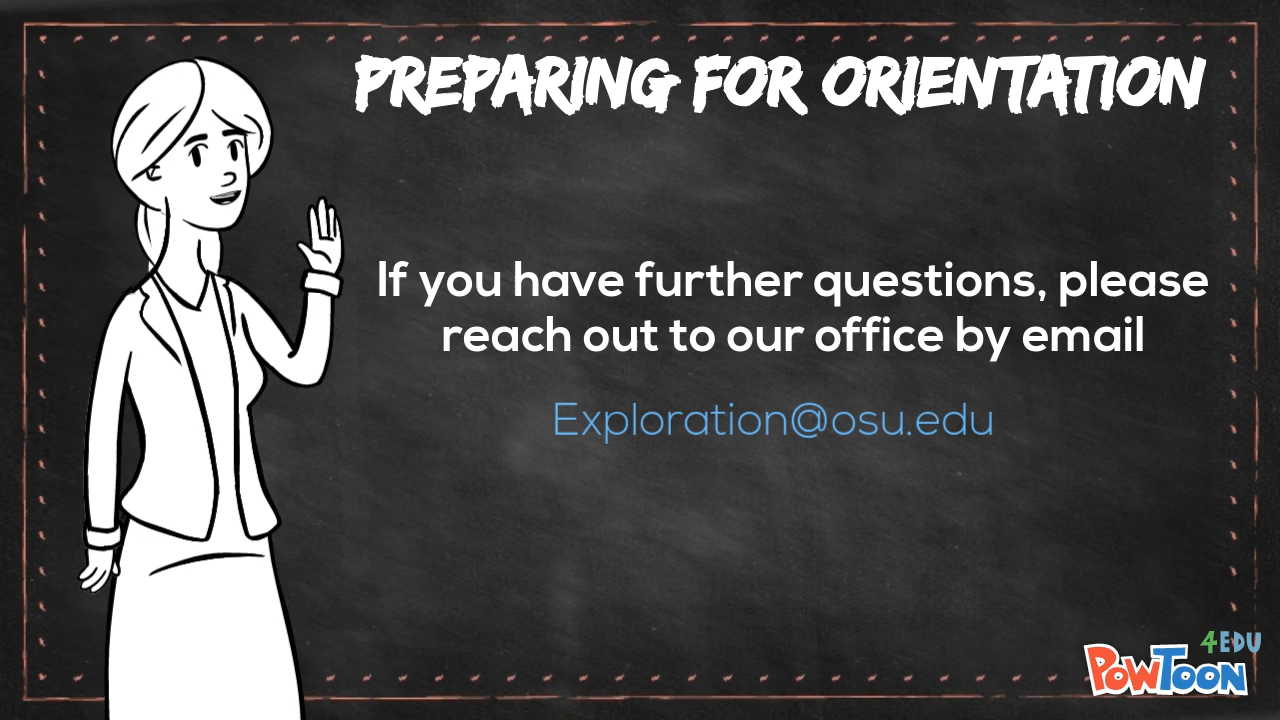 PREPARING FOR ORIENTATION
If you have further questions, please
reach out to our office by email
Exploration@osu.edu
4EDU
POWTOON